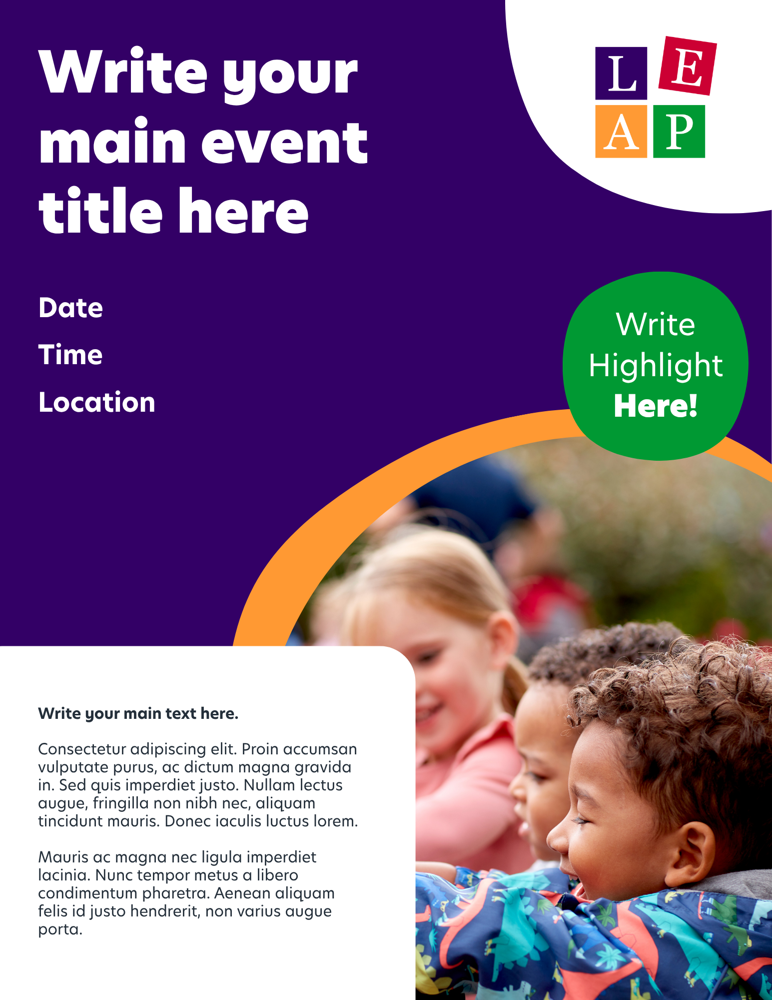 Write your
main event
title here
L E
A P
Date
Time
Location
Write
Highlight
Here!
Write your main text here.
Consectetur adipiscing elit. Proin accumsan
vulputate purus, ac dictum magna gravida
in. Sed quis imperdiet justo. Nullam lectus
augue, fringilla non nibh nec, aliquam
tincidunt mauris. Donec iaculis luctus lorem.
Mauris ac magna nec ligula imperdiet
lacinia. Nunc tempor metus a libero
condimentum pharetra. Aenean aliquam
felis id justo hendrerit, non varius augue
porta.